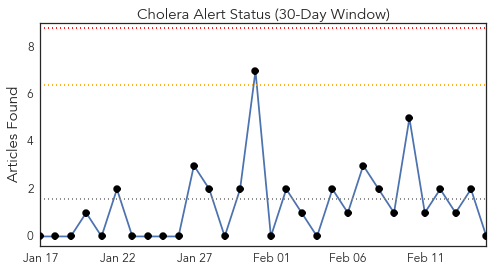 Cholera Alert Status (30-Day Window)
Articles Found
8
6
4
2
0
Jan 17 Jan 22 Jan 27 Feb 01 Feb 06 Feb 11